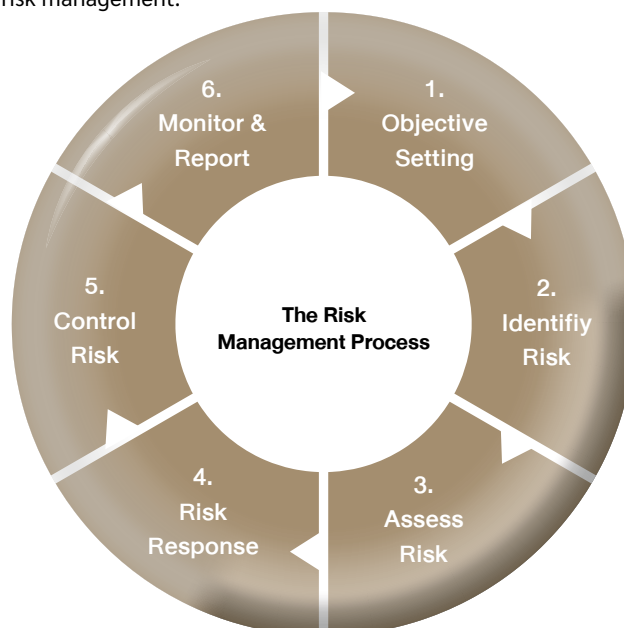 risk management.
1.
Objective
Setting
2.
Identifiy
Risk
3.
Assess
Risk
4.
Risk
Response
5.
Control
Risk
6.
Monitor &
Report
The Risk
Management Process